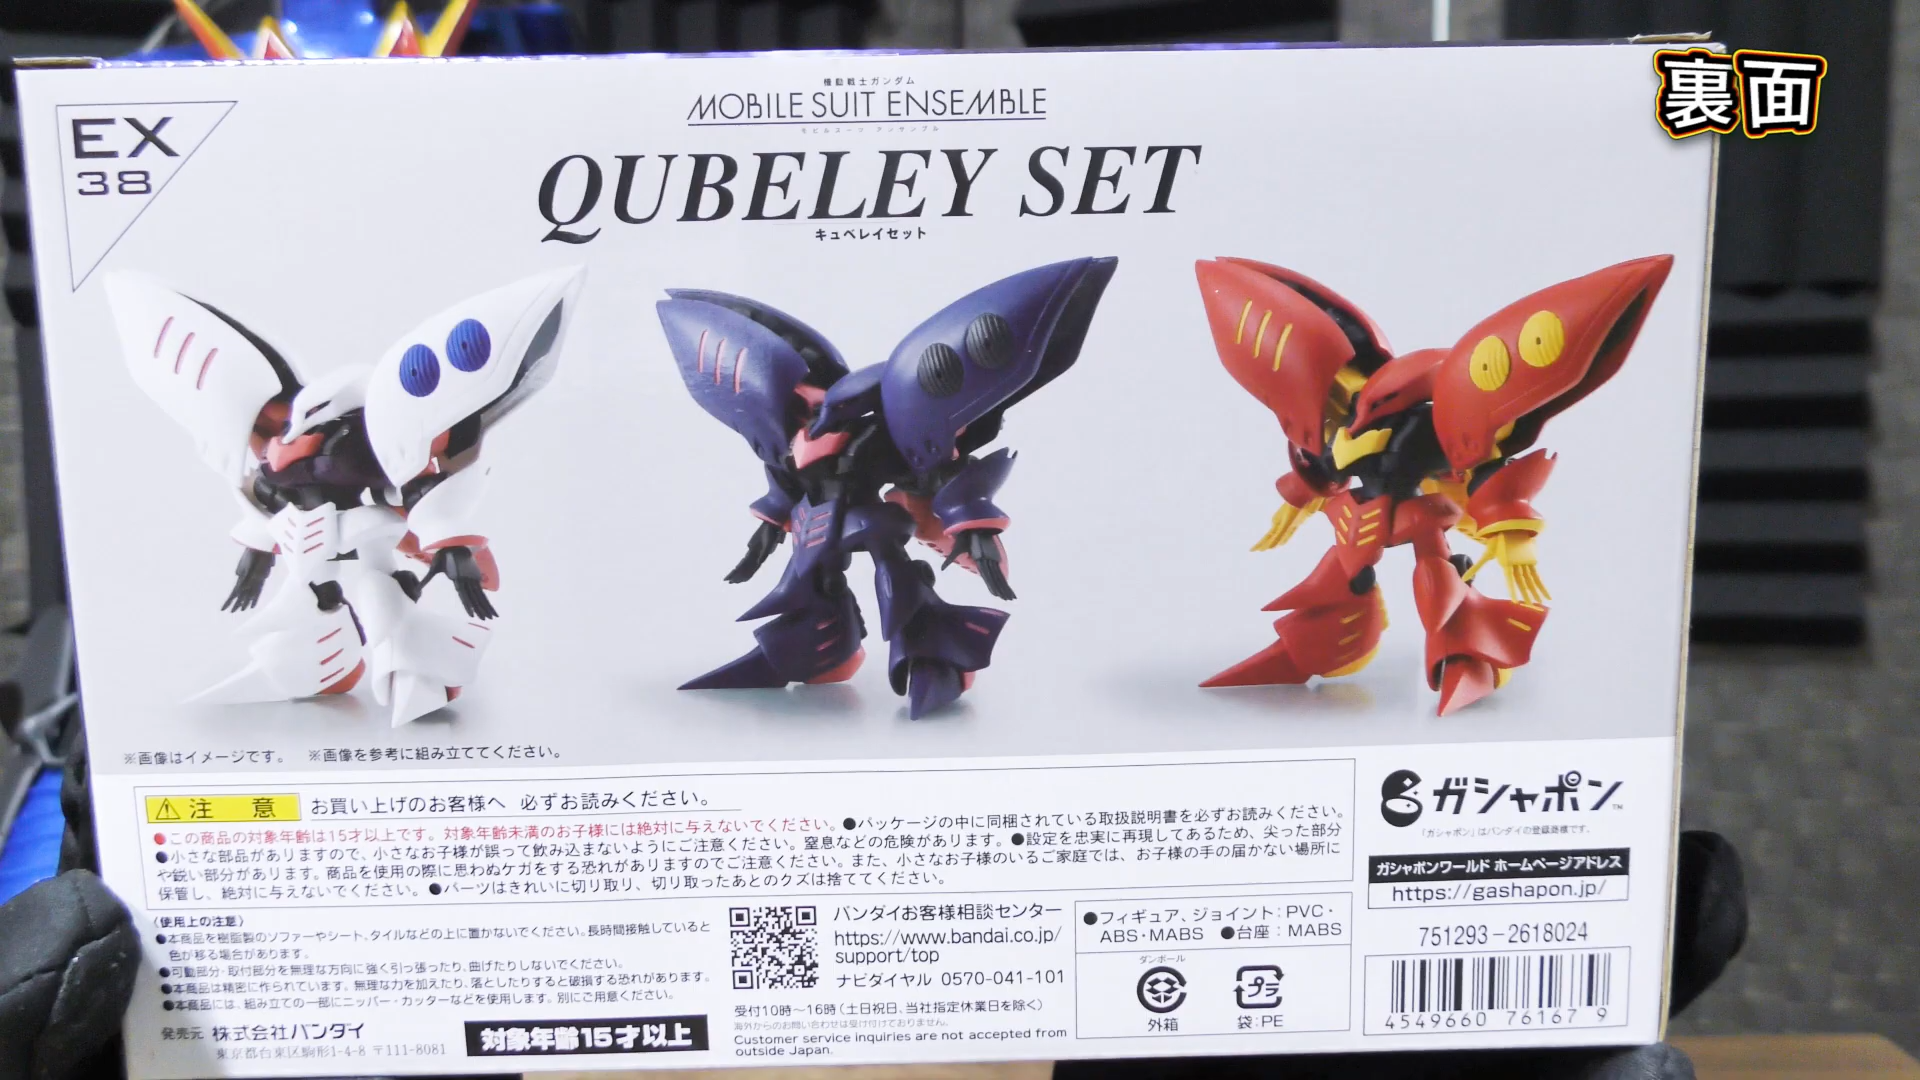 裏面
EX
38
機動戦士ガンダム
MOBILE SUIT ENSEMBLE
モビルスーツ アンサンブル
QUBELEY SET
キュベレイセット
※画像はイメージです。 ※画像を参考に組み立ててください。
注 意 お買い上げのお客様へ 必ずお読みください。
●この商品の対象年齢は15才以上です。対象年齢未満のお子様には絶対に与えないでください。●パッケージの中に同梱されている取扱説明書を必ずお読みください。
●小さな部品がありますので、小さなお子様が誤って飲み込まないようにご注意ください。窒息などの危険があります。●設定を忠実に再現してあるため、尖った部分
や鋭い部分があります。商品を使用の際に思わぬケガをする恐れがありますのでご注意ください。また、小さなお子様のいるご家庭では、お子様の手の届かない場所に
保管し、絶対に与えないでください。●パーツはきれいに切り取り、切り取ったあとのクズは捨ててください。
〈使用上の注意〉
●本商品を樹脂製のソファーやシート、タイルなどの上に置かないでください。長時間接触していると
色が移る場合があります。
●可動部分・取付部分を無理な方向に強く引っ張ったり、曲げたりしないでください。
●本商品は精密に作られています。無理な力を加えたり、落としたりすると破損する恐れがあります。
●本商品には、組み立ての一部にニッパー・カッターなどを使用します。別にご用意ください。
発売元 株式会社バンダイ
東京都台東区駒形1-4-8 〒111-8081
対象年齢15才以上
バンダイお客様相談センター
https://www.bandai.co.jp/
support/top
ナビダイヤル 0570-041-101
受付10時～16時(土日祝日、当社指定休業日を除く)
海外からのお問い合わせは受け付けておりません。
Customer service inquiries are not accepted from
outside Japan.
●フィギュア、ジョイント:PVC・
ABS・MABS ●台座:MABS
ダンボール
外箱
プラ
袋:PE
ガシャポン™
「ガシャポン」はバンダイの登録商標です。
ガシャポンワールド ホームページアドレス
https://gashapon.jp/
751293-2618024
4549660 76167 9